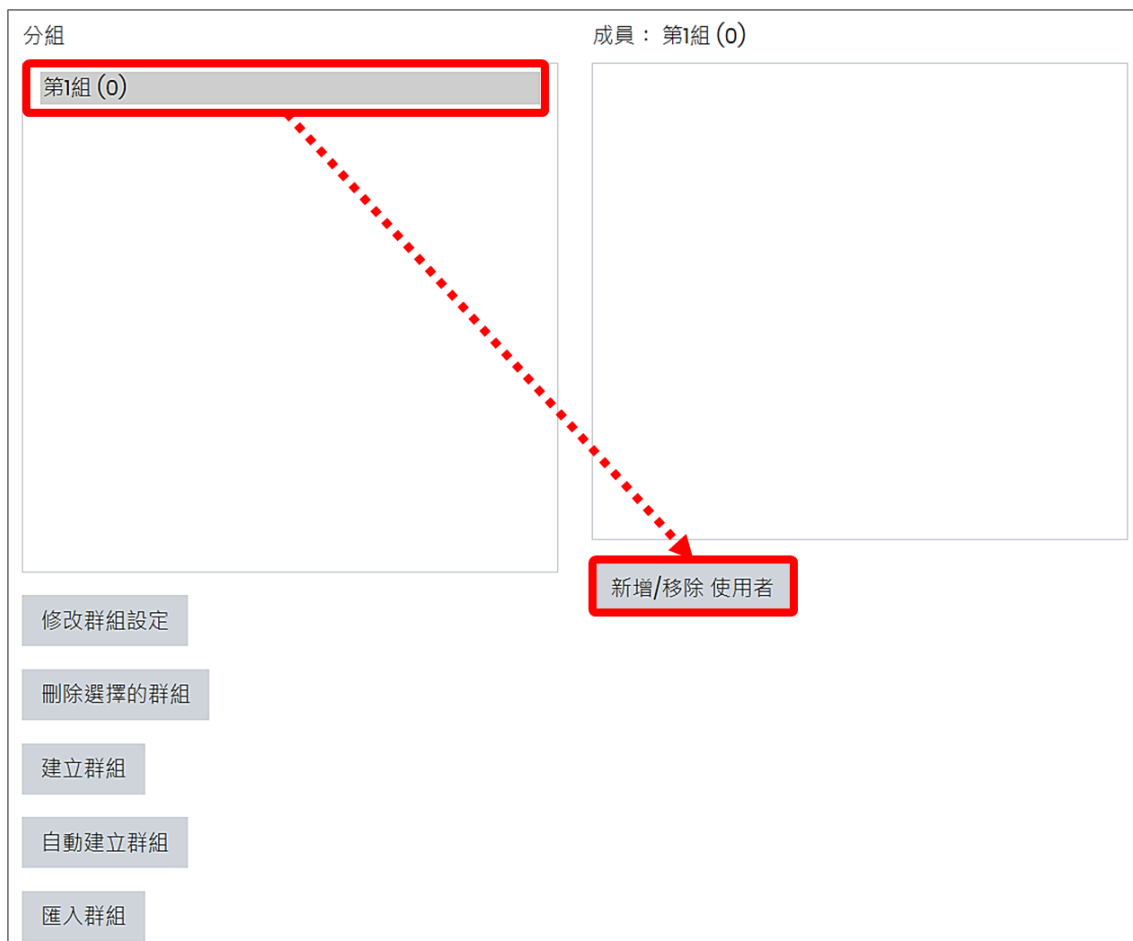 分組
第1組 (0)
成員： 第1組 (0)
新增/移除 使用者
修改群組設定
刪除選擇的群組
建立群組
自動建立群組
匯入群組